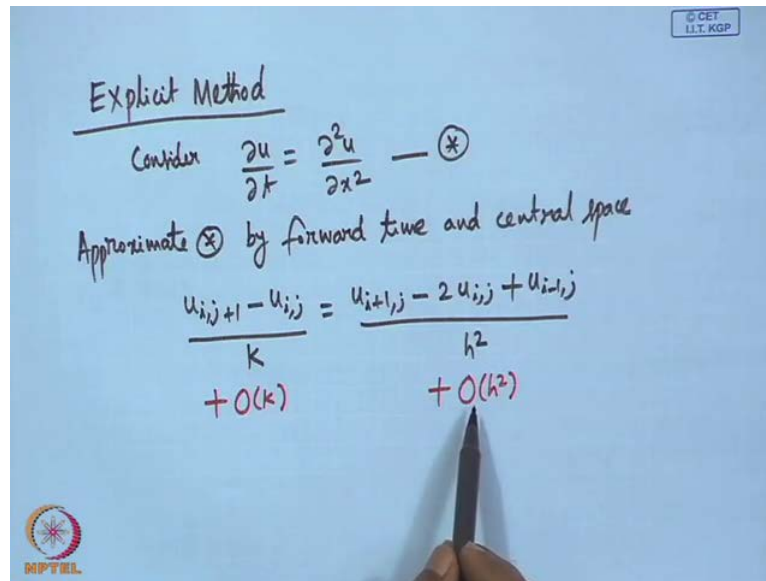 © CET
I.I.T. KGP
Explicit Method
Consider ∂u/∂t = ∂²u/∂x² — ⊛
Approximate ⊛ by forward time and central space
(u_{i,j+1} - u_{i,j})/k = (u_{i+1,j} - 2u_{i,j} + u_{i-1,j})/h²
+ O(k) + O(h²)
NPTEL